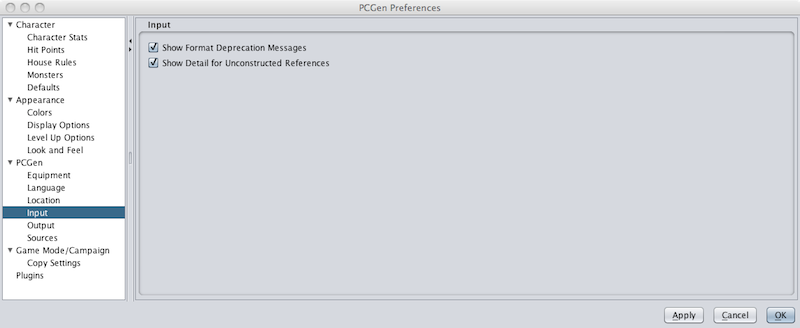 PCGen Preferences
Character
Character Stats
Hit Points
House Rules
Monsters
Defaults
Appearance
Colors
Display Options
Level Up Options
Look and Feel
PCGen
Equipment
Language
Location
Input
Output
Sources
Game Mode/Campaign
Copy Settings
Plugins
Input
Show Format Deprecation Messages
Show Detail for Unconstructed References
Apply
Cancel
OK